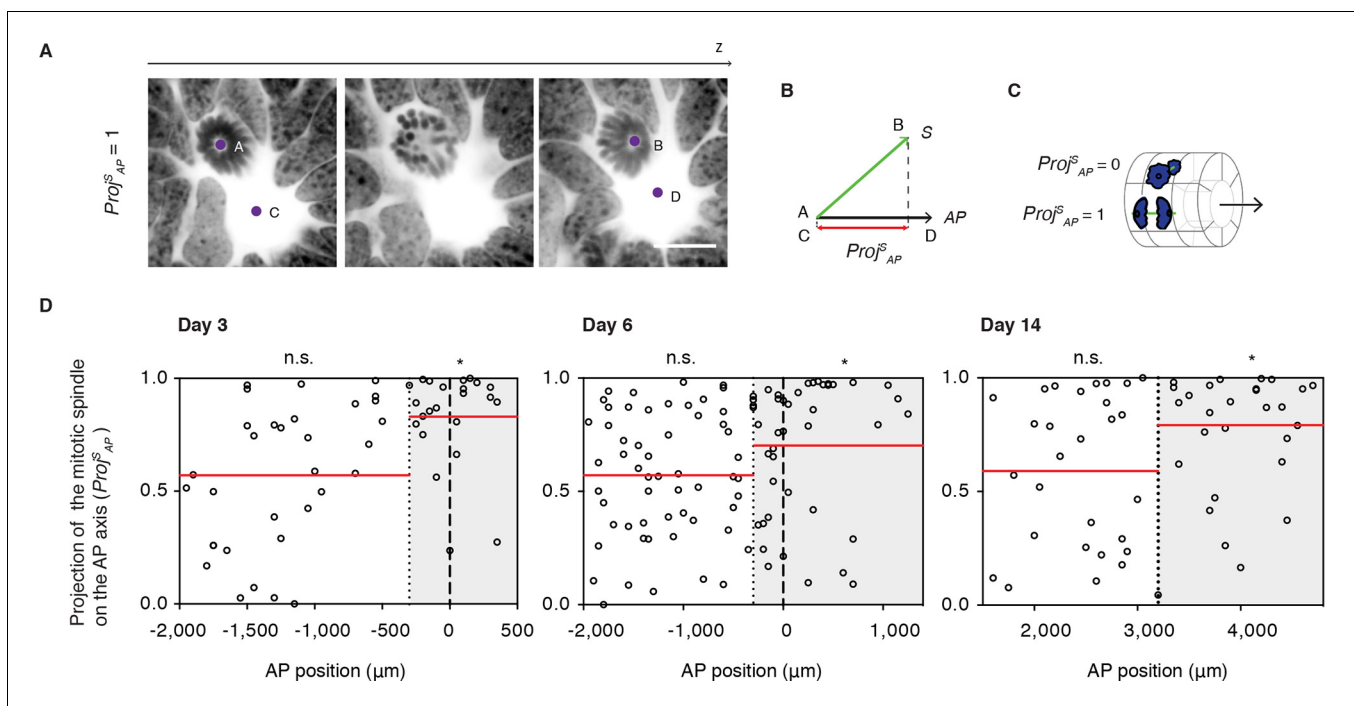 A
z
Proj^S_AP = 1
A
C
B
D
B
B
S
A
AP
C
D
Proj^S_AP
C
Proj^S_AP = 0
Proj^S_AP = 1
D
Day 3
Day 6
Day 14
n.s.
*
n.s.
*
n.s.
*
Projection of the mitotic spindle
on the AP axis (Proj^S_AP)
1.0
0.5
0.0
-2,000
-1,500
-1,000
-500
0
500
AP position (µm)
1.0
0.5
0.0
-2,000
-1,000
0
1,000
AP position (µm)
1.0
0.5
0.0
2,000
3,000
4,000
AP position (µm)